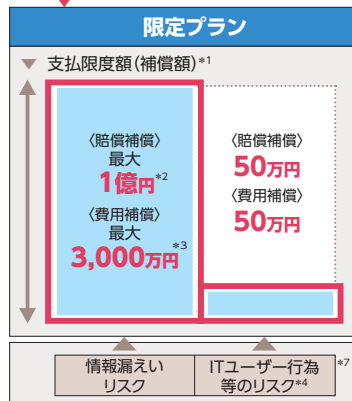 限定プラン
▼ 支払限度額（補償額）*1
〈賠償補償〉
最大
1億円*2
〈費用補償〉
最大
3,000万円*3
〈賠償補償〉
50万円
〈費用補償〉
50万円
情報漏えい
リスク
ITユーザー行為
等のリスク*4
*7